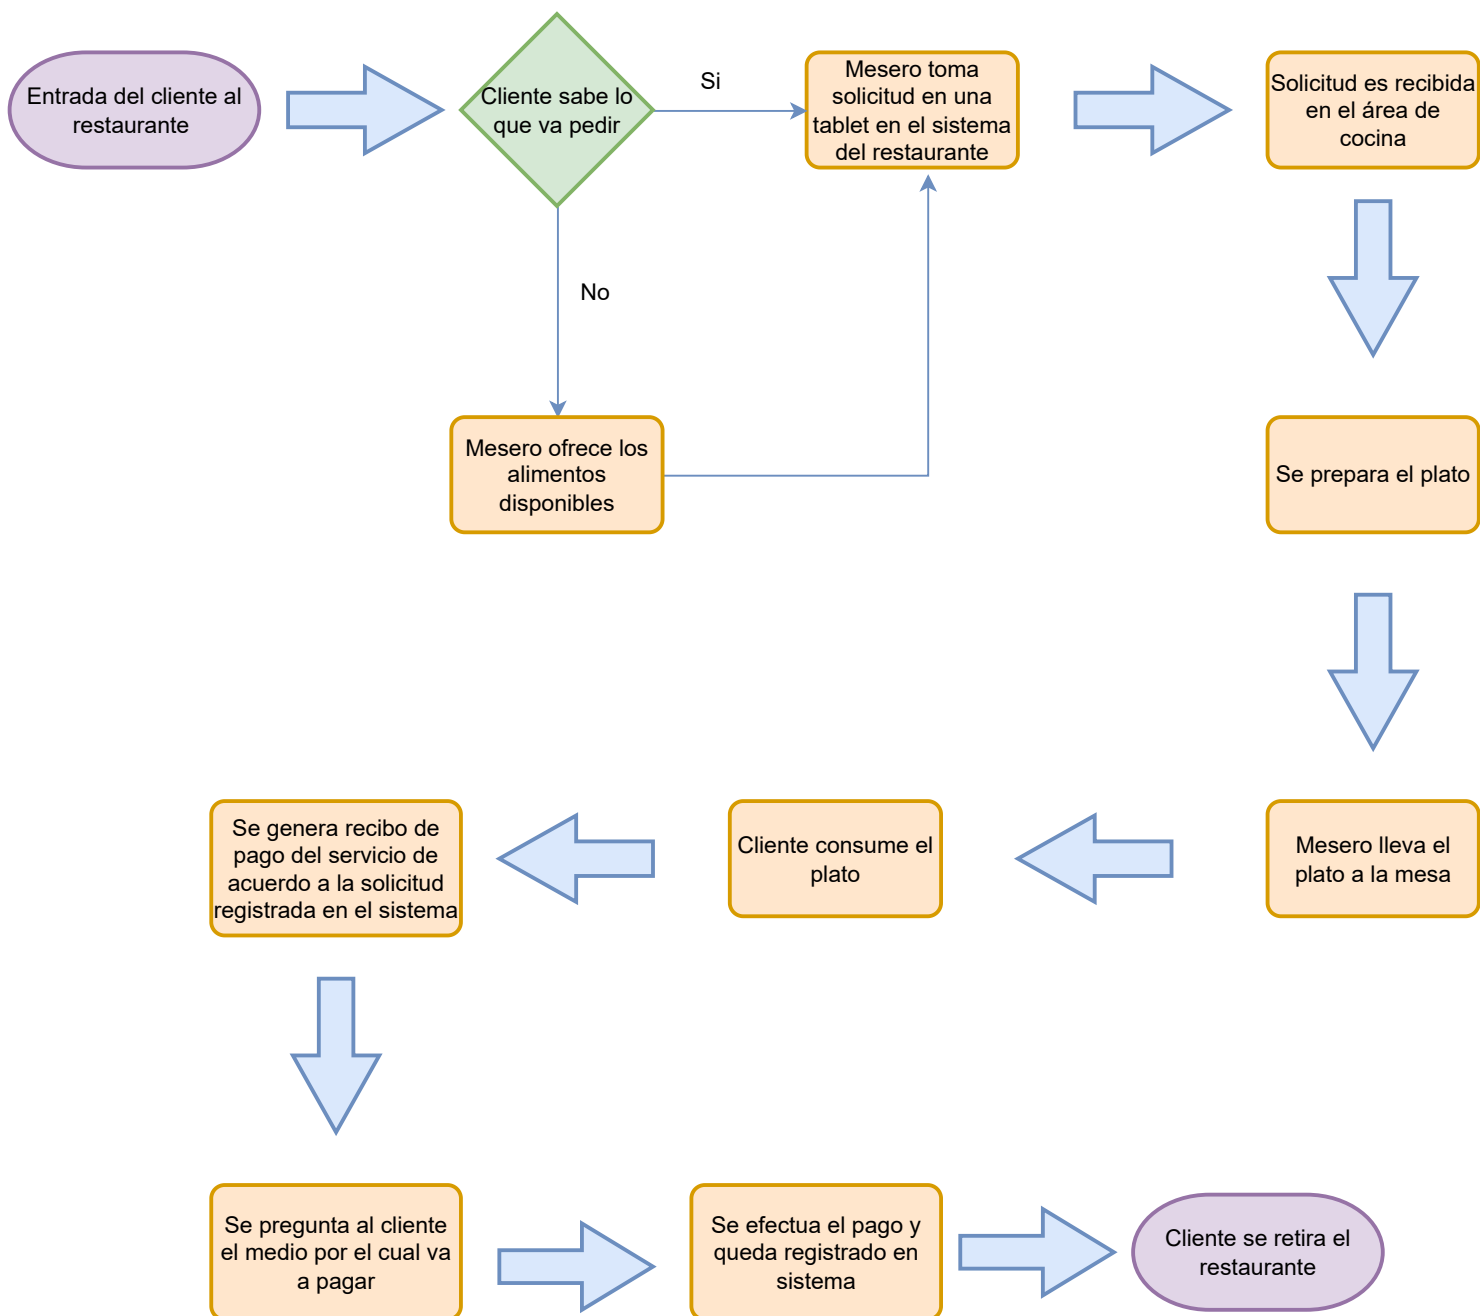 Entrada del cliente al
restaurante
Cliente sabe lo
que va pedir
Si
Mesero toma
solicitud en una
tablet en el sistema
del restaurante
Solicitud es recibida
en el área de
cocina
No
Mesero ofrece los
alimentos
disponibles
Se prepara el plato
Mesero lleva el
plato a la mesa
Cliente consume el
plato
Se genera recibo de
pago del servicio de
acuerdo a la solicitud
registrada en el sistema
Se pregunta al cliente
el medio por el cual va
a pagar
Se efectua el pago y
queda registrado en
sistema
Cliente se retira el
restaurante